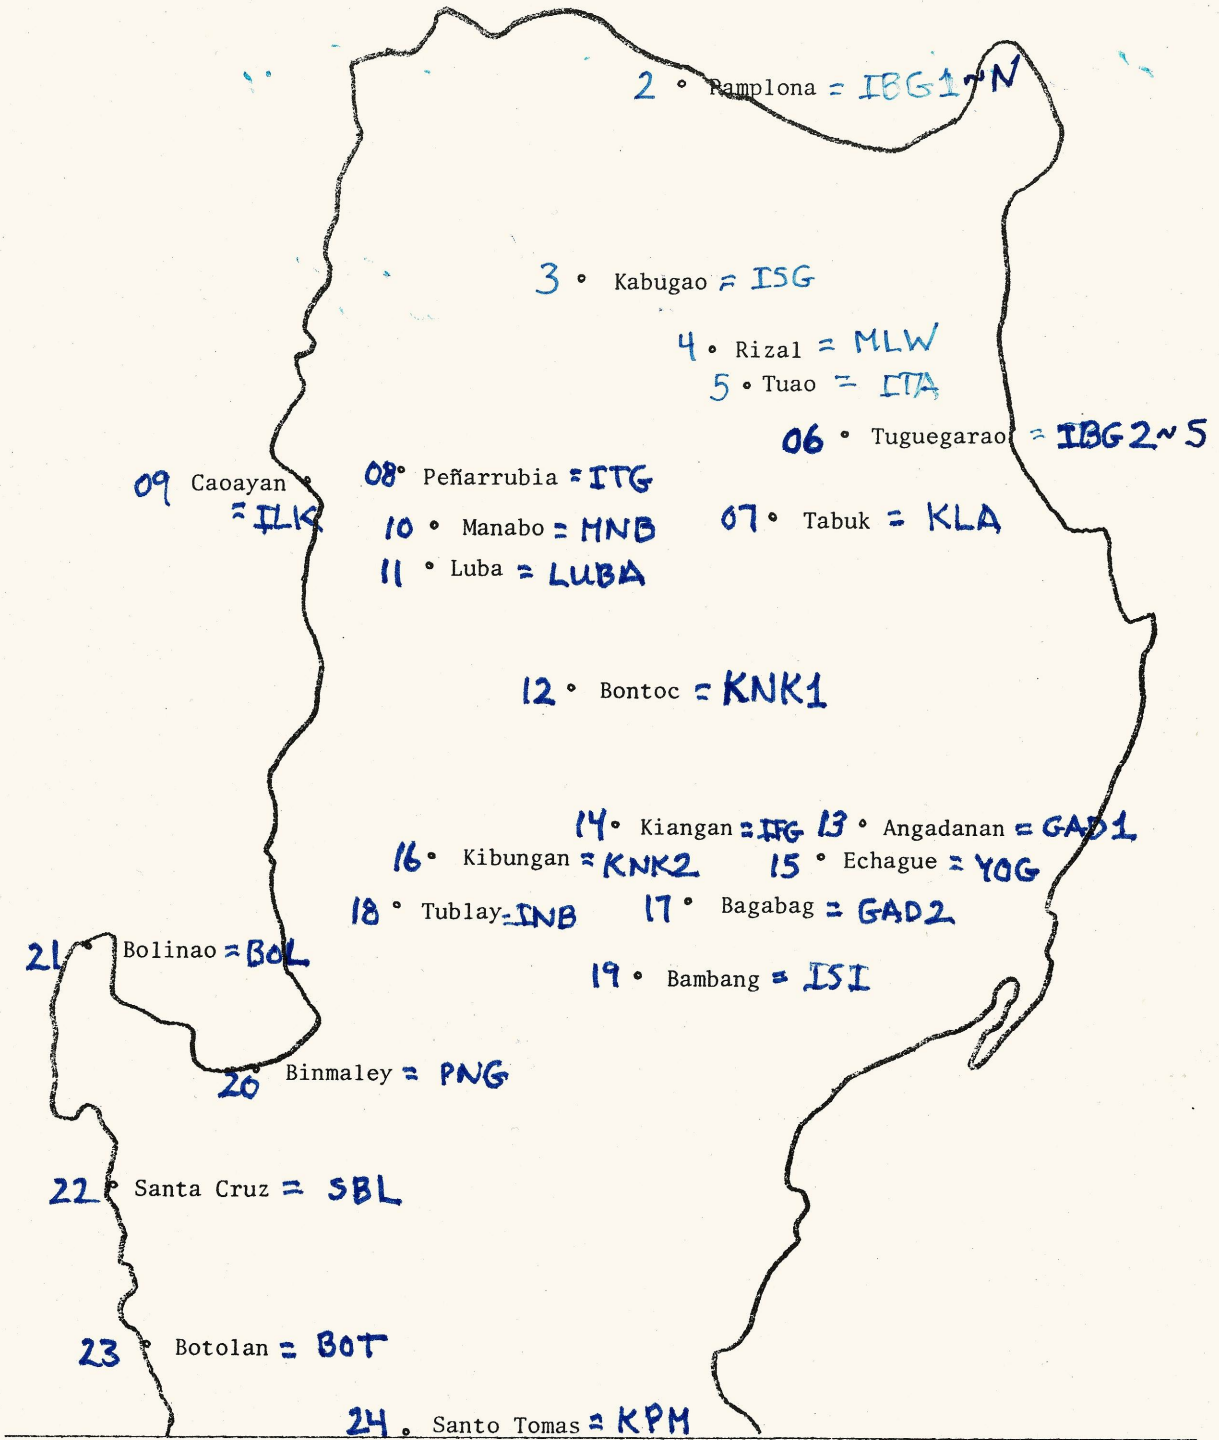 2 ° Pamplona = IBG1~N
3 ° Kabugao = ISG
4 ° Rizal = MLW
5 ° Tuao = ITA
06 ° Tuguegarao = IBG2~5
09 Caoayan °
= ILK
08° Peñarrubia = ITG
10 ° Manabo = MNB
07 ° Tabuk = KLA
11 ° Luba = LUBA
12 ° Bontoc = KNK1
14 ° Kiangan = IFG
13 ° Angadanan = GAD1
16 ° Kibungan = KNK2
15 ° Echague = YOG
18 ° Tublay = INB
17 ° Bagabag = GAD2
21 Bolinao = BOL
19 ° Bambang = ISI
20 Binmaley = PNG
22 Santa Cruz = SBL
23 Botolan = BOT
24 ° Santo Tomas = KPM